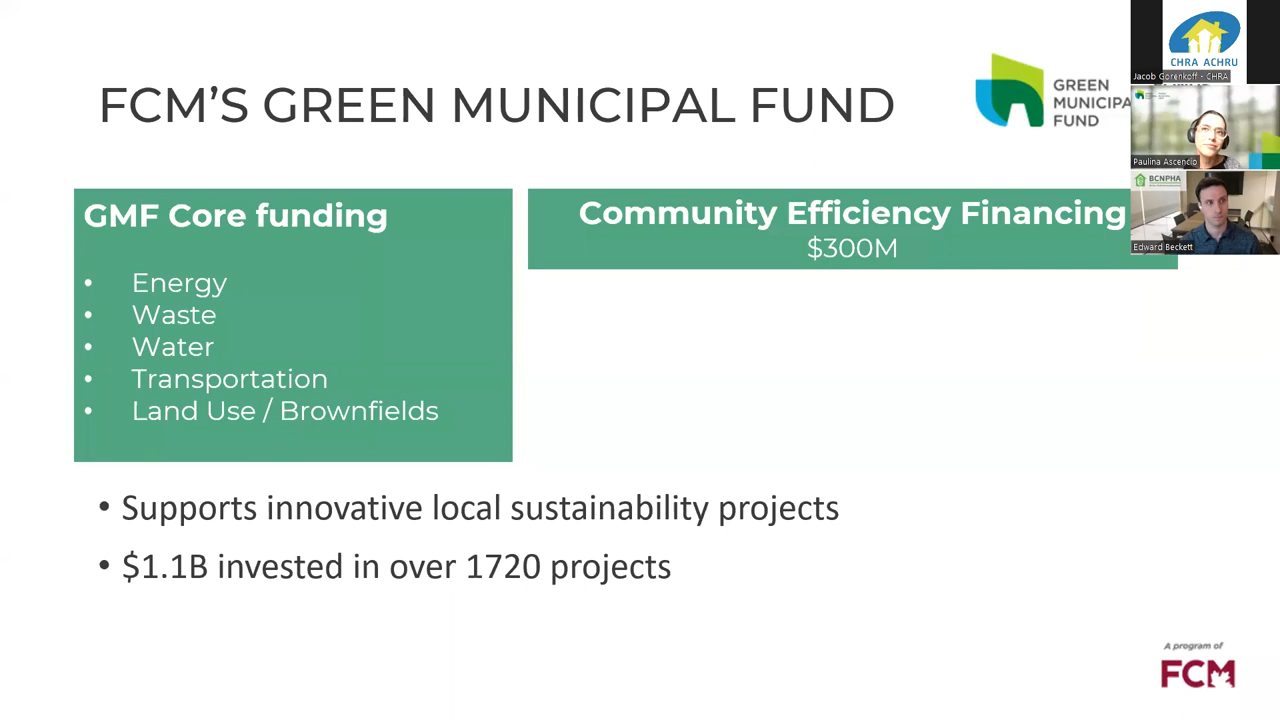 FCM'S GREEN MUNICIPAL FUND
GREEN
MUNICIPA
FUND
CHRA ACHRU
Jacob Gorenkoff - CHRA
Paulina Ascencio
BCNPHA
Edward Beckett
GMF Core funding
• Energy
• Waste
• Water
• Transportation
• Land Use / Brownfields
Community Efficiency Financing
$300M
• Supports innovative local sustainability projects
• $1.1B invested in over 1720 projects
A program of
FCM